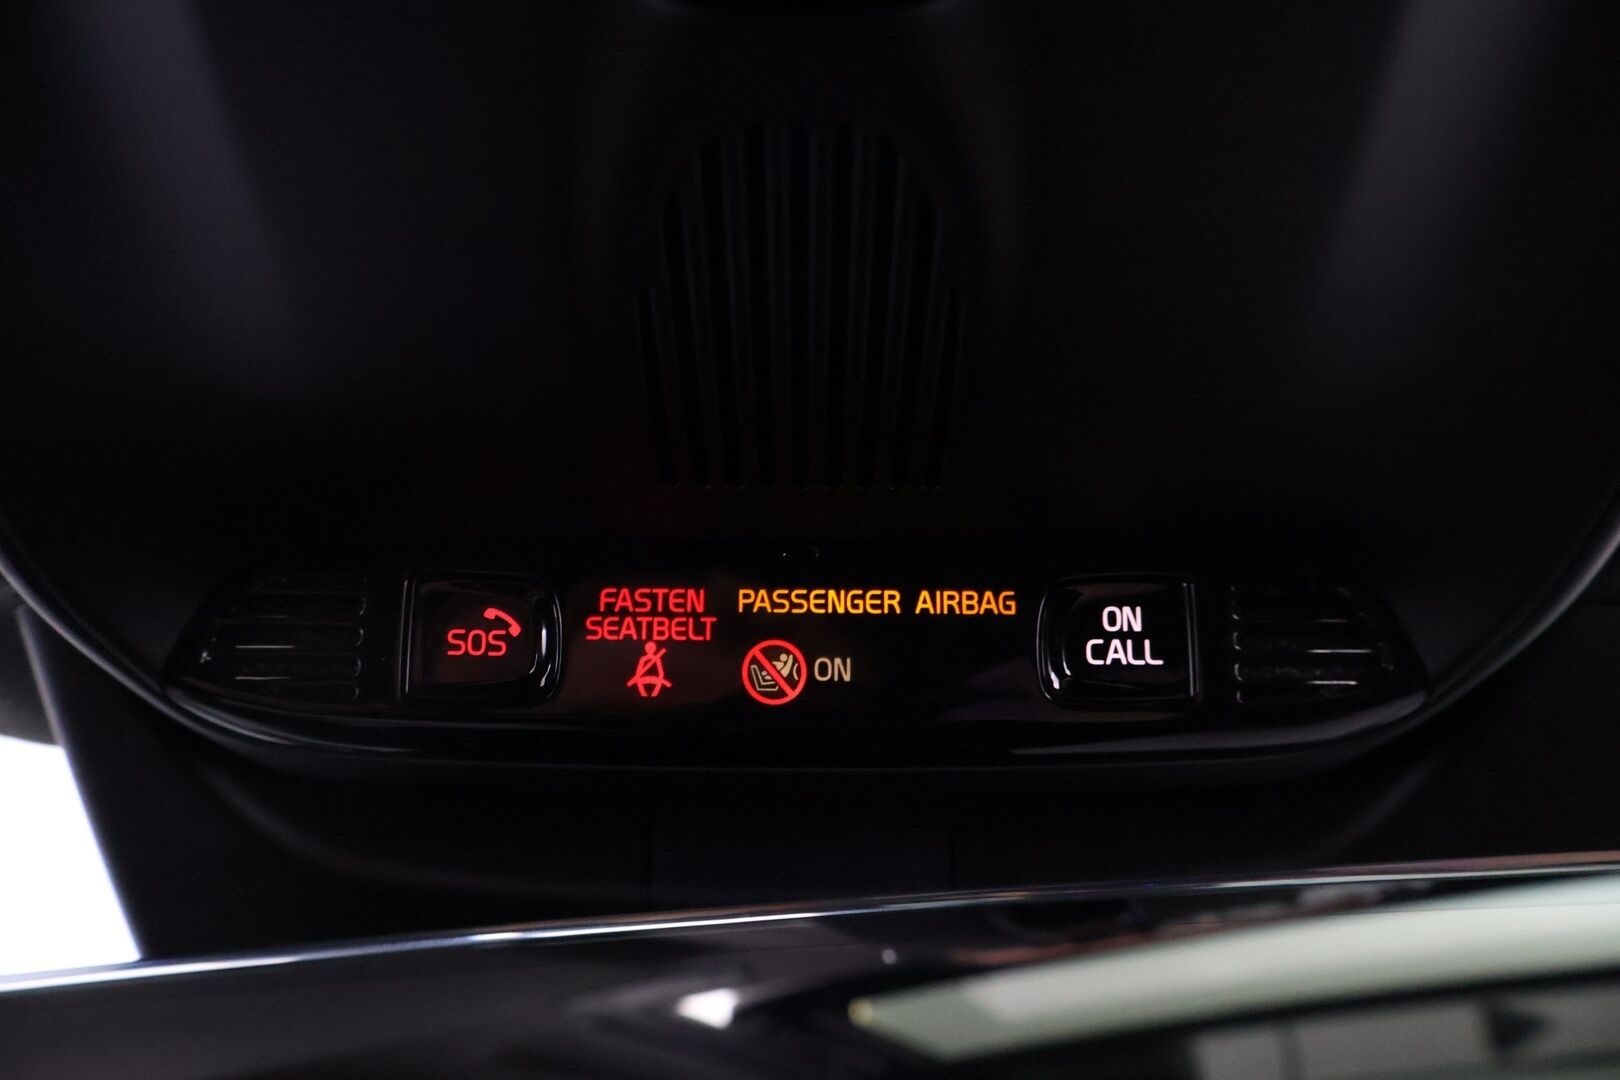 SOS
FASTEN
SEATBELT
PASSENGER AIRBAG
ON
ON
CALL